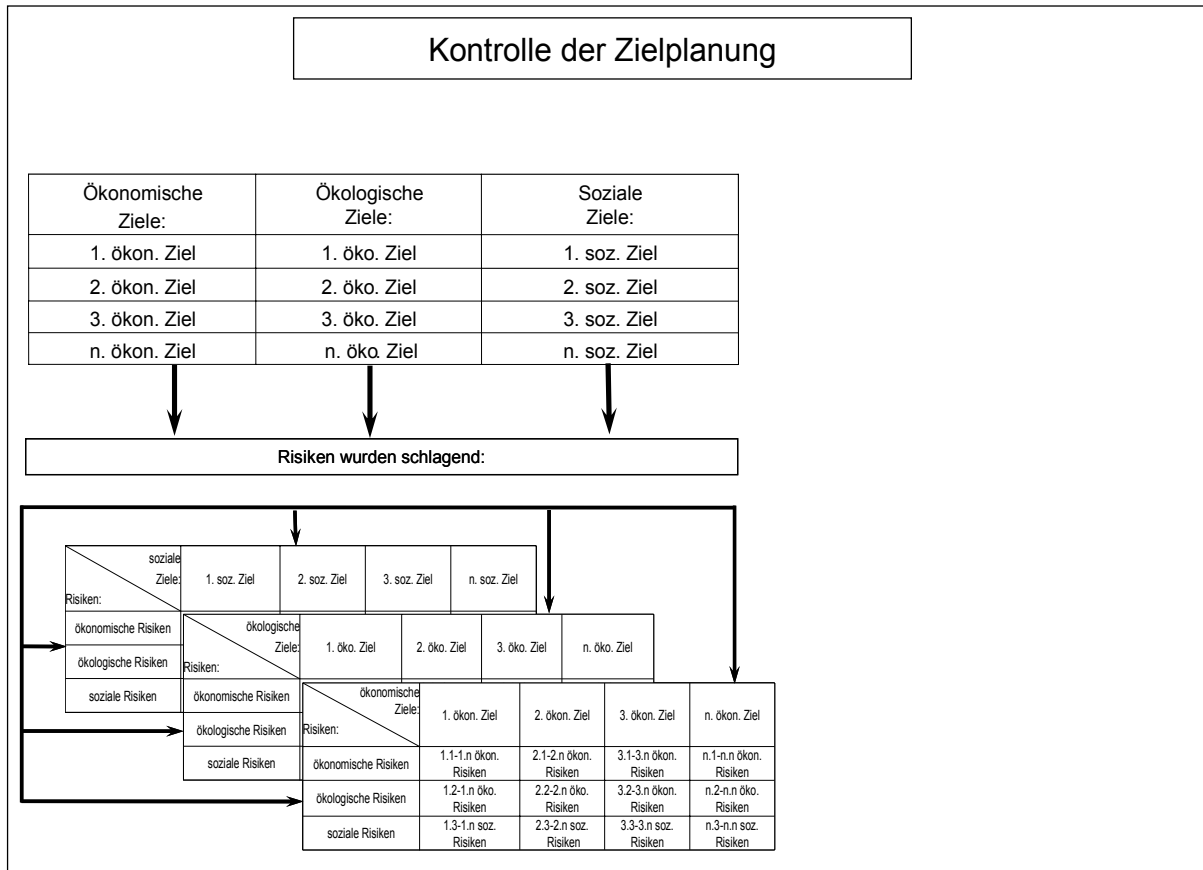 Kontrolle der Zielplanung
Ökonomische
Ziele:
Ökologische
Ziele:
Soziale
Ziele:
1. ökon. Ziel
1. öko. Ziel
1. soz. Ziel
2. ökon. Ziel
2. öko. Ziel
2. soz. Ziel
3. ökon. Ziel
3. öko. Ziel
3. soz. Ziel
n. ökon. Ziel
n. öko. Ziel
n. soz. Ziel
Risiken wurden schlagend:
soziale
Ziele:
Risiken:
1. soz. Ziel
2. soz. Ziel
3. soz. Ziel
n. soz. Ziel
ökonomische Risiken
ökologische Risiken
soziale Risiken
ökologische
Ziele:
Risiken:
1. öko. Ziel
2. öko. Ziel
3. öko. Ziel
n. öko. Ziel
ökonomische Risiken
ökologische Risiken
soziale Risiken
ökonomische
Ziele:
Risiken:
1. ökon. Ziel
2. ökon. Ziel
3. ökon. Ziel
n. ökon. Ziel
ökonomische Risiken
1.1-1.n ökon.
Risiken
2.1-2.n ökon.
Risiken
3.1-3.n ökon.
Risiken
n.1-n.n ökon.
Risiken
ökologische Risiken
1.2-1.n öko.
Risiken
2.2-2.n öko.
Risiken
3.2-3.n ökon.
Risiken
n.2-n.n öko.
Risiken
soziale Risiken
1.3-1.n soz.
Risiken
2.3-2.n soz.
Risiken
3.3-3.n soz.
Risiken
n.3-n.n soz.
Risiken